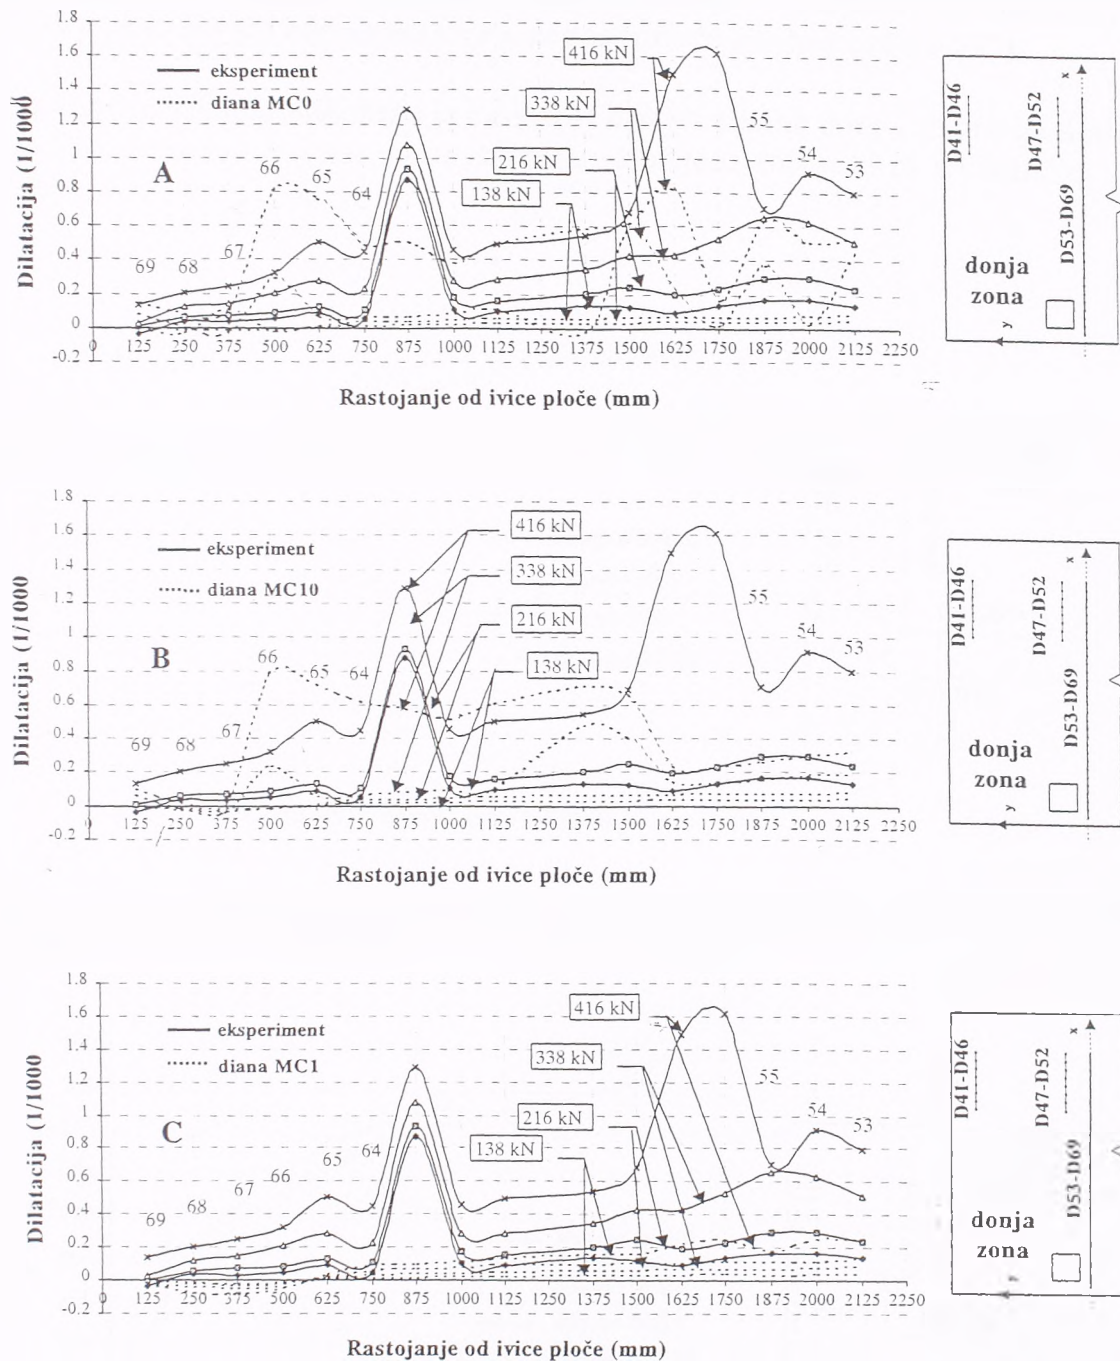 1.8
1.6
1.4
1.2
1
0.8
0.6
0.4
0.2
0
-0.2
Dilatacija (1/1000
eksperiment
diana MC0
A
416 kN
338 kN
216 kN
138 kN
69
68
67
66
65
64
55
54
53
0 125 250 375 500 625 750 875 1000 1125 1250 1375 1500 1625 1750 1875 2000 2125 2250
Rastojanje od ivice ploče (mm)
D41-D46
D47-D52
D53-D69
x
y
donja
zona
1.8
1.6
1.4
1.2
1
0.8
0.6
0.4
0.2
0
-0.2
Dilatacija (1/1000
eksperiment
diana MC10
B
416 kN
338 kN
216 kN
138 kN
69
68
67
66
65
64
55
54
53
0 125 250 375 500 625 750 875 1000 1125 1250 1375 1500 1625 1750 1875 2000 2125 2250
Rastojanje od ivice ploče (mm)
D41-D46
D47-D52
D53-D69
x
y
donja
zona
1.8
1.6
1.4
1.2
1
0.8
0.6
0.4
0.2
0
-0.2
Dilatacija (1/1000
eksperiment
diana MC1
C
416 kN
338 kN
216 kN
138 kN
69
68
67
66
65
64
55
54
53
0 125 250 375 500 625 750 875 1000 1125 1250 1375 1500 1625 1750 1875 2000 2125 2250
Rastojanje od ivice ploče (mm)
D41-D46
D47-D52
D53-D69
x
donja
zona